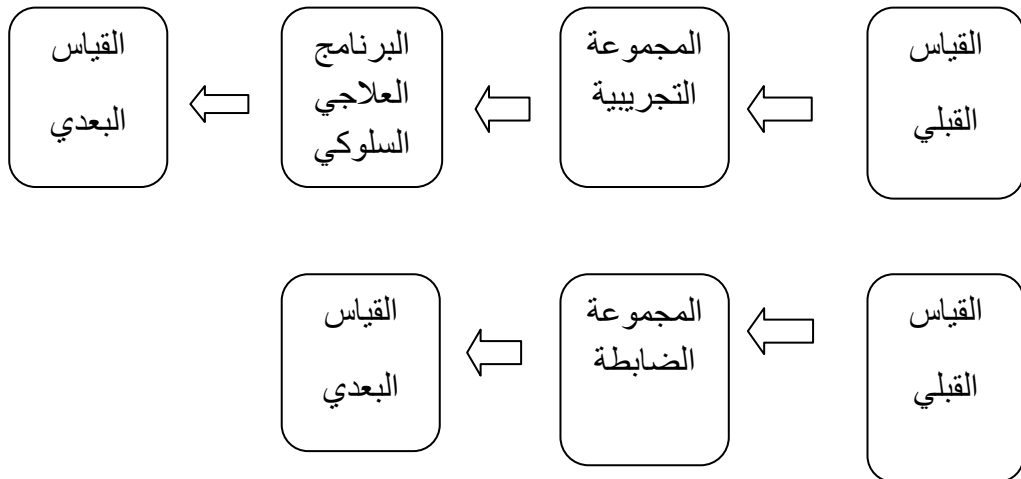 القياس
القبلي
المجموعة
التجريبية
البرنامج
العلاجي
السلوكي
القياس
البعدي
القياس
القبلي
المجموعة
الضابطة
القياس
البعدي